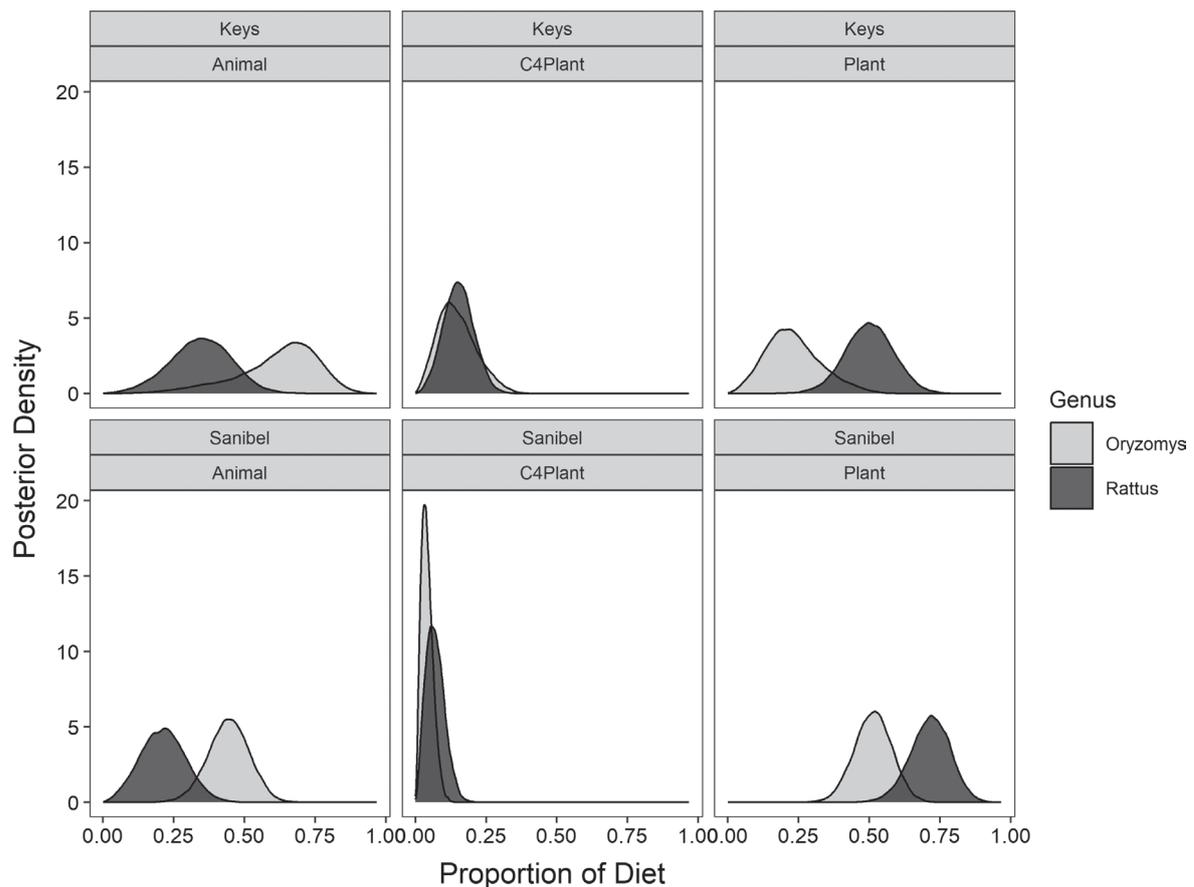 Keys Keys Keys
Animal C4Plant Plant
20
15
10
5
0
Sanibel Sanibel Sanibel
Animal C4Plant Plant
20
15
10
5
0
0.00 0.25 0.50 0.75 1.00 0.00 0.25 0.50 0.75 1.00 0.00 0.25 0.50 0.75 1.00
Proportion of Diet
Posterior Density
Genus
Oryzomys
Rattus